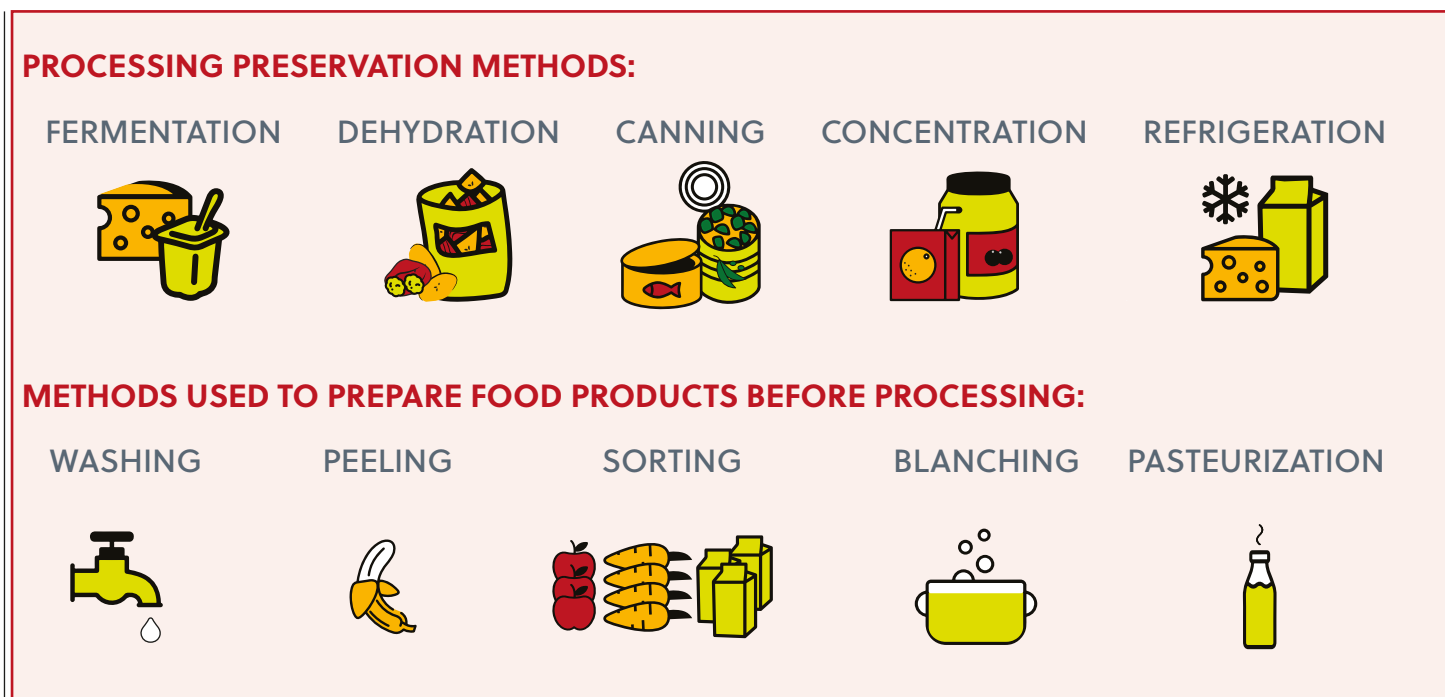 PROCESSING PRESERVATION METHODS:
FERMENTATION DEHYDRATION CANNING CONCENTRATION REFRIGERATION
METHODS USED TO PREPARE FOOD PRODUCTS BEFORE PROCESSING:
WASHING PEELING SORTING BLANCHING PASTEURIZATION